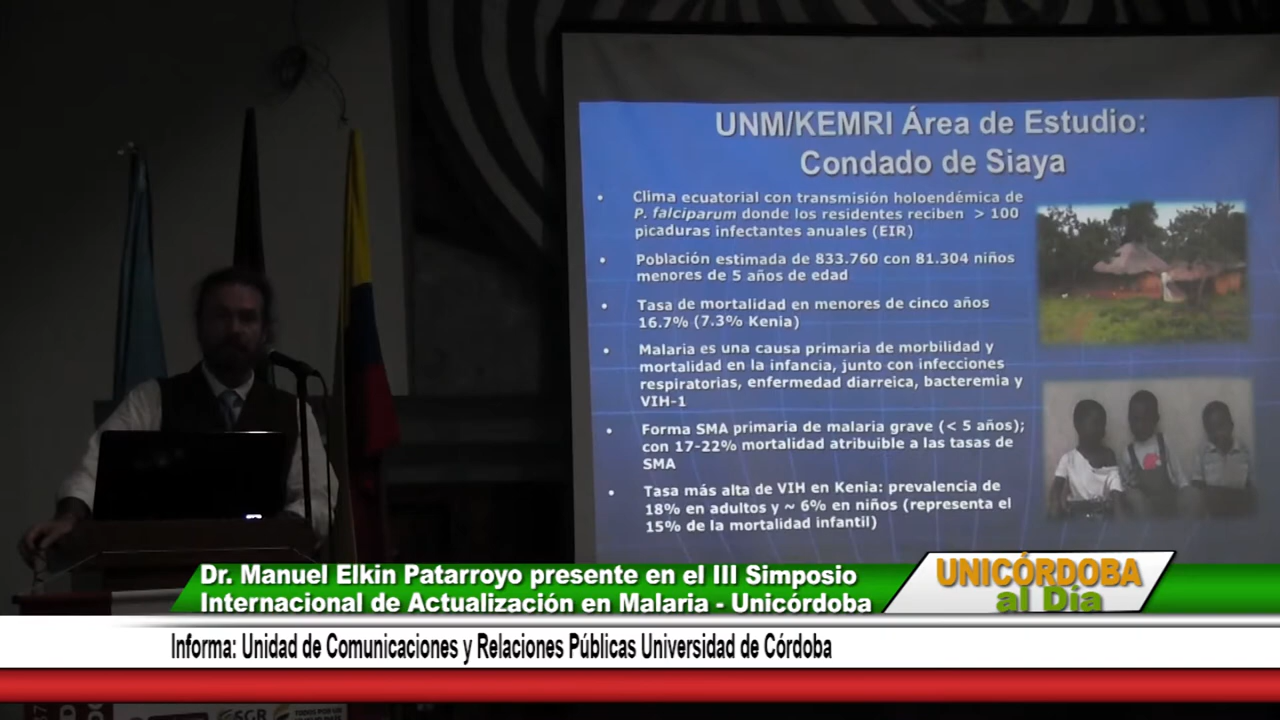 UNM/KEMRI Área de Estudio:
Condado de Siaya
• Clima ecuatorial con transmisión holoendémica de
P. falciparum donde los residentes reciben > 100
picaduras infectantes anuales (EIR)
• Población estimada de 833.760 con 81.304 niños
menores de 5 años de edad
• Tasa de mortalidad en menores de cinco años
16.7% (7.3% Kenia)
• Malaria es una causa primaria de morbilidad y
mortalidad en la infancia, junto con infecciones
respiratorias, enfermedad diarreica, bacteremia y
VIH-1
• Forma SMA primaria de malaria grave (< 5 años);
con 17-22% mortalidad atribuible a las tasas de
SMA
• Tasa más alta de VIH en Kenia: prevalencia de
18% en adultos y ~ 6% en niños (representa el
15% de la mortalidad infantil)
Dr. Manuel Elkin Patarroyo presente en el III Simposio
Internacional de Actualización en Malaria - Unicórdoba
UNICÓRDOBA
al Día
Informa: Unidad de Comunicaciones y Relaciones Públicas Universidad de Córdoba
SGR